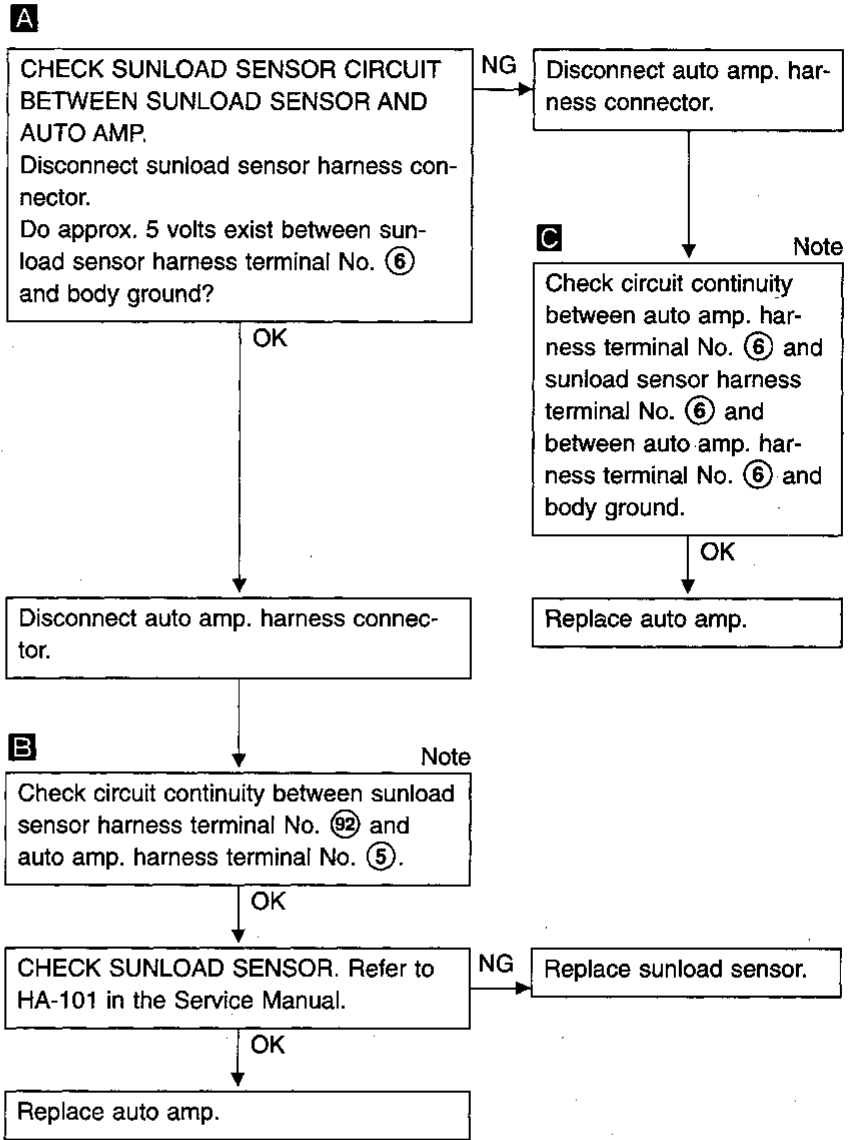 A
CHECK SUNLOAD SENSOR CIRCUIT
BETWEEN SUNLOAD SENSOR AND
AUTO AMP.
Disconnect sunload sensor harness con-
nector.
Do approx. 5 volts exist between sun-
load sensor harness terminal No. ⑥
and body ground?
NG
Disconnect auto amp. har-
ness connector.
OK
C
Note
Check circuit continuity
between auto amp. har-
ness terminal No. ⑥ and
sunload sensor harness
terminal No. ⑥ and
between auto amp. har-
ness terminal No. ⑥ and
body ground.
OK
Replace auto amp.
Disconnect auto amp. harness connec-
tor.
B
Note
Check circuit continuity between sunload
sensor harness terminal No. (92) and
auto amp. harness terminal No. ⑤.
OK
CHECK SUNLOAD SENSOR. Refer to
HA-101 in the Service Manual.
NG
Replace sunload sensor.
OK
Replace auto amp.